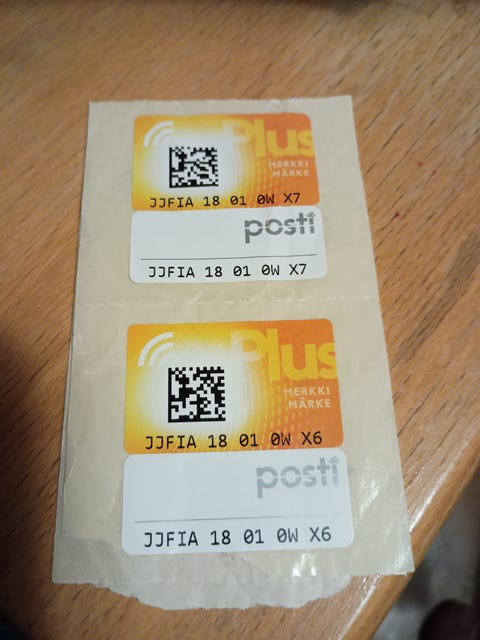 Plus
MERKKI
MÄRKE
JJFIA 18 01 0W X7
posti
JJFIA 18 01 0W X7
Plus
MERKKI
MÄRKE
JJFIA 18 01 0W X6
posti
JJFIA 18 01 0W X6